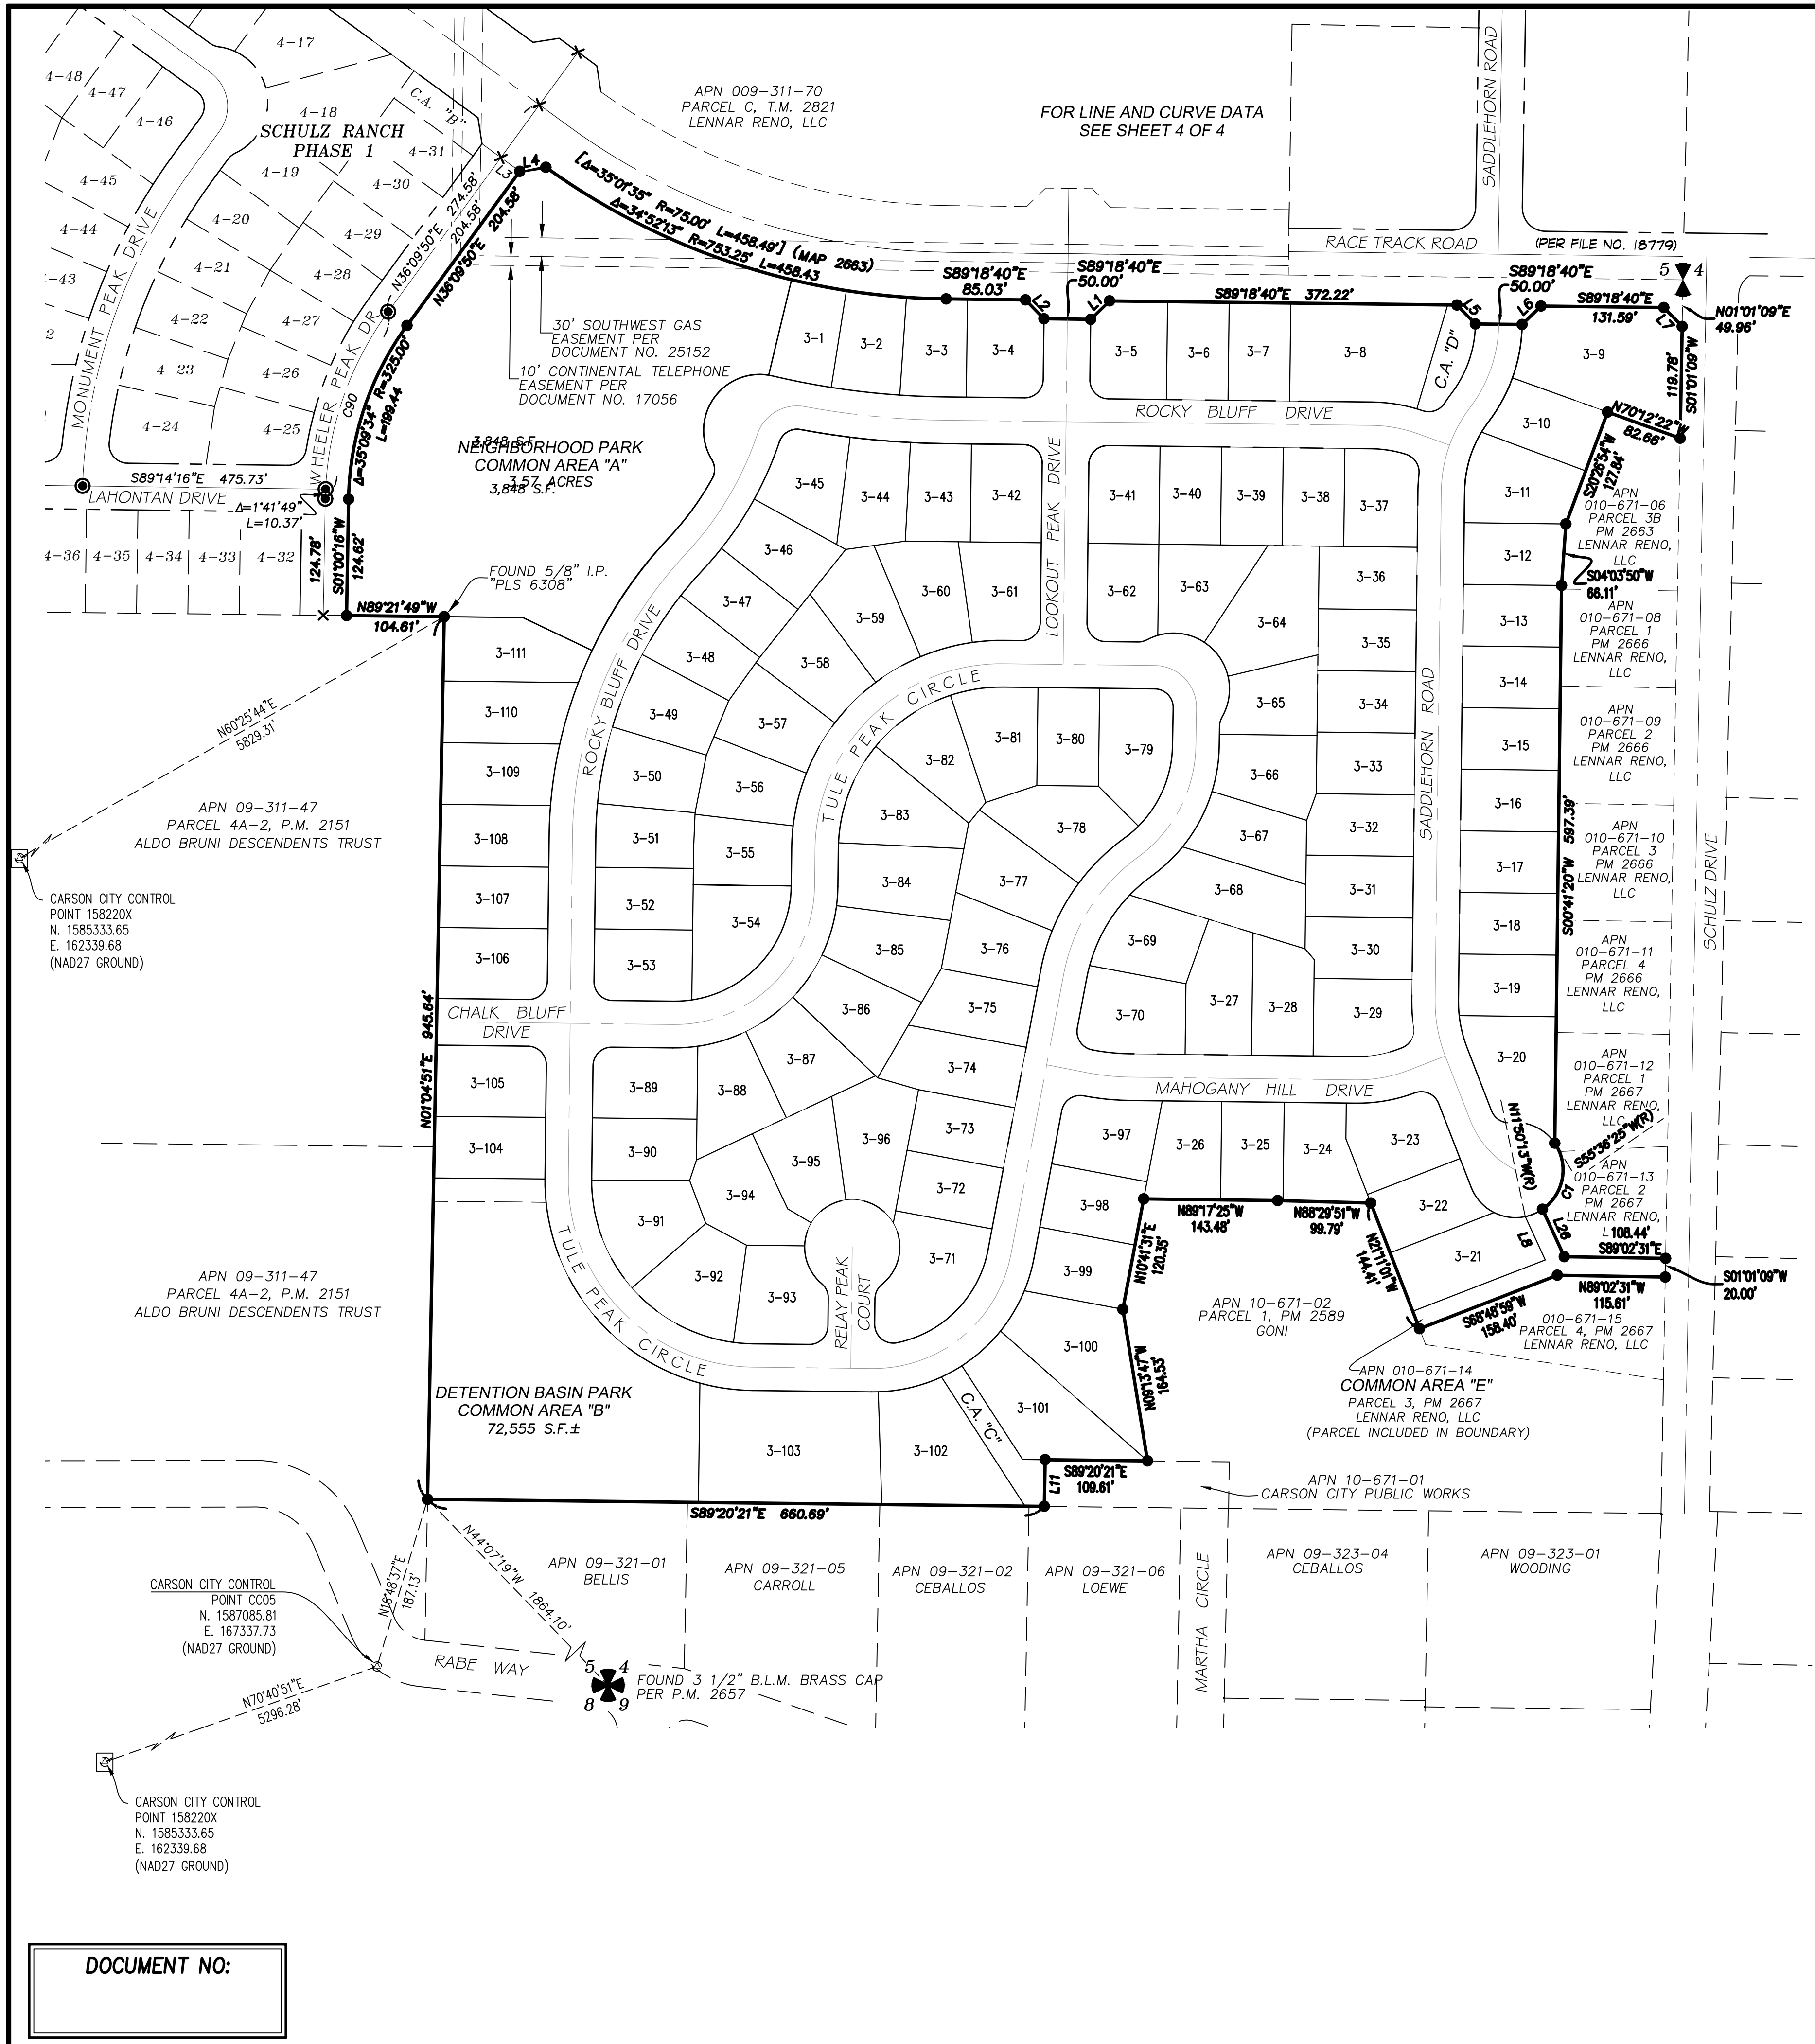 4-17
4-48
4-47
4-46
4-18
C.A. "B"
SCHULZ RANCH
PHASE 1
4-31
4-45
4-19
4-30
4-44
4-20
4-29
4-21
4-28
4-22
4-27
4-23
4-26
4-24
4-25
MONUMENT PEAK DRIVE
WHEELER PEAK DR
C90
S89°14'16"E 475.73'
LAHONTAN DRIVE
Δ=1°41'49"
L=10.37'
4-36
4-35
4-34
4-33
4-32
124.78'
S01°00'16"W
124.62'
N89°21'49"W
104.61'
N36°09'50"E 274.58'
204.58'
N36°09'50"E 204.58'
Δ=35°09'34" R=325.00'
L=199.44
L3
L4
APN 009-311-70
PARCEL C, T.M. 2821
LENNAR RENO, LLC
FOR LINE AND CURVE DATA
SEE SHEET 4 OF 4
[Δ=35°01'35" R=75.00' L=458.49'] (MAP 2663)
Δ=34°52'13" R=753.25' L=458.43
SADDLEHORN ROAD
RACE TRACK ROAD
(PER FILE NO. 18779)
S89°18'40"E
85.03'
L2
S89°18'40"E
50.00'
L1
S89°18'40"E 372.22'
L5
S89°18'40"E
50.00'
L6
S89°18'40"E
131.59'
L7
5
4
N01°01'09"E
49.96'
S01°01'09"W
119.78'
N70°12'22"W
82.66'
S20°26'54"W
127.84'
S04°03'50"W
66.11'
S00°41'20"W 597.39'
30' SOUTHWEST GAS
EASEMENT PER
DOCUMENT NO. 25152
10' CONTINENTAL TELEPHONE
EASEMENT PER
DOCUMENT NO. 17056
3,848 S.F.
NEIGHBORHOOD PARK
COMMON AREA "A"
3.57 ACRES
3,848 S.F.
FOUND 5/8" I.P.
"PLS 6308"
3-1
3-2
3-3
3-4
3-5
3-6
3-7
3-8
C.A. "D"
3-9
3-10
3-11
3-12
3-13
3-14
3-15
3-16
3-17
3-18
3-19
3-20
ROCKY BLUFF DRIVE
LOOKOUT PEAK DRIVE
SADDLEHORN ROAD
ROCKY BLUFF DRIVE
3-45
3-44
3-43
3-42
3-41
3-40
3-39
3-38
3-37
3-46
3-47
3-60
3-61
3-62
3-63
3-36
3-59
3-64
3-35
3-48
3-58
3-111
3-110
3-49
3-57
TULE PEAK CIRCLE
3-65
3-34
3-109
3-50
3-56
3-82
3-81
3-80
3-79
3-66
3-33
3-108
3-51
3-55
3-83
3-78
3-67
3-32
3-107
3-52
3-54
3-84
3-77
3-68
3-31
3-106
3-53
3-85
3-76
3-69
3-30
3-86
3-75
3-70
3-27
3-28
3-29
CHALK BLUFF
DRIVE
3-105
3-89
3-88
3-87
3-74
MAHOGANY HILL DRIVE
3-104
3-90
3-95
3-96
3-73
3-97
3-26
3-25
3-24
3-23
3-91
3-94
3-72
3-98
3-22
3-92
3-93
3-71
3-99
3-21
RELAY PEAK
COURT
TULE PEAK CIRCLE
3-100
3-101
C.A. "C"
3-102
3-103
APN
010-671-06
PARCEL 3B
PM 2663
LENNAR RENO,
LLC
APN
010-671-08
PARCEL 1
PM 2666
LENNAR RENO,
LLC
APN
010-671-09
PARCEL 2
PM 2666
LENNAR RENO,
LLC
APN
010-671-10
PARCEL 3
PM 2666
LENNAR RENO,
LLC
APN
010-671-11
PARCEL 4
PM 2666
LENNAR RENO,
LLC
APN
010-671-12
PARCEL 1
PM 2667
LENNAR RENO,
LLC
APN
010-671-13
PARCEL 2
PM 2667
LENNAR RENO,
L
SCHULZ DRIVE
N11°50'13"W(R)
S55°36'25"W(R)
C1
L26
L8
108.44'
S89°02'31"E
S01°01'09"W
20.00'
N89°02'31"W
115.61'
010-671-15
PARCEL 4, PM 2667
LENNAR RENO, LLC
S68°48'59"W
158.40'
N21°11'01"W
144.41'
N88°29'51"W
99.79'
N89°17'25"W
143.48'
N10°41'31"E
120.35'
N09°13'47"W
164.53'
APN 10-671-02
PARCEL 1, PM 2589
GONI
APN 010-671-14
COMMON AREA "E"
PARCEL 3, PM 2667
LENNAR RENO, LLC
(PARCEL INCLUDED IN BOUNDARY)
S89°20'21"E
109.61'
L11
APN 10-671-01
CARSON CITY PUBLIC WORKS
N60°25'44"E
5829.31'
APN 09-311-47
PARCEL 4A-2, P.M. 2151
ALDO BRUNI DESCENDENTS TRUST
CARSON CITY CONTROL
POINT 158220X
N. 1585333.65
E. 162339.68
(NAD27 GROUND)
N01°04'51"E 945.64'
APN 09-311-47
PARCEL 4A-2, P.M. 2151
ALDO BRUNI DESCENDENTS TRUST
DETENTION BASIN PARK
COMMON AREA "B"
72,555 S.F.±
S89°20'21"E 660.69'
APN 09-321-01
BELLIS
APN 09-321-05
CARROLL
APN 09-321-02
CEBALLOS
APN 09-321-06
LOEWE
MARTHA CIRCLE
APN 09-323-04
CEBALLOS
APN 09-323-01
WOODING
N44°07'19"W 1864.10'
N18°48'37"E
187.13'
CARSON CITY CONTROL
POINT CC05
N. 1587085.81
E. 167337.73
(NAD27 GROUND)
RABE WAY
5
4
8
9
FOUND 3 1/2" B.L.M. BRASS CAP
PER P.M. 2657
N70°40'51"E
5296.28'
CARSON CITY CONTROL
POINT 158220X
N. 1585333.65
E. 162339.68
(NAD27 GROUND)
DOCUMENT NO: